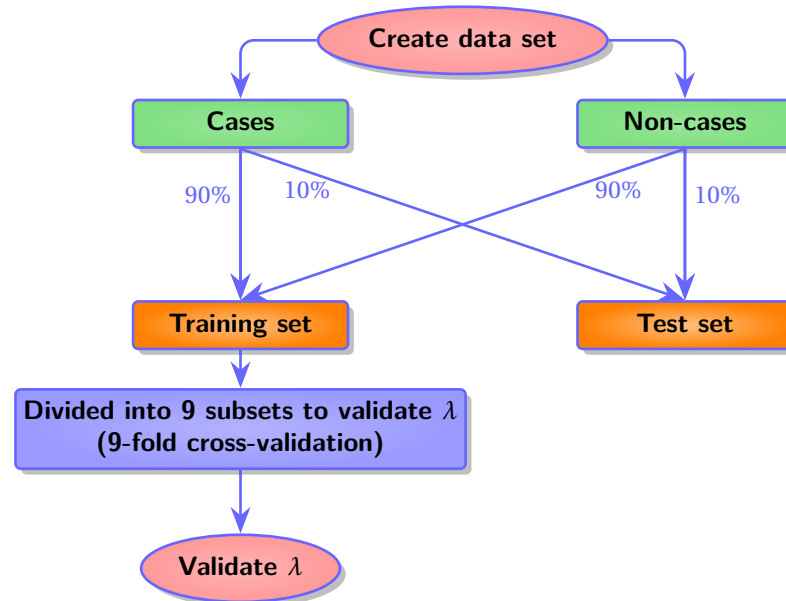 Create data set
Cases
Non-cases
90%
10%
90%
10%
Training set
Test set
Divided into 9 subsets to validate λ
(9-fold cross-validation)
Validate λ